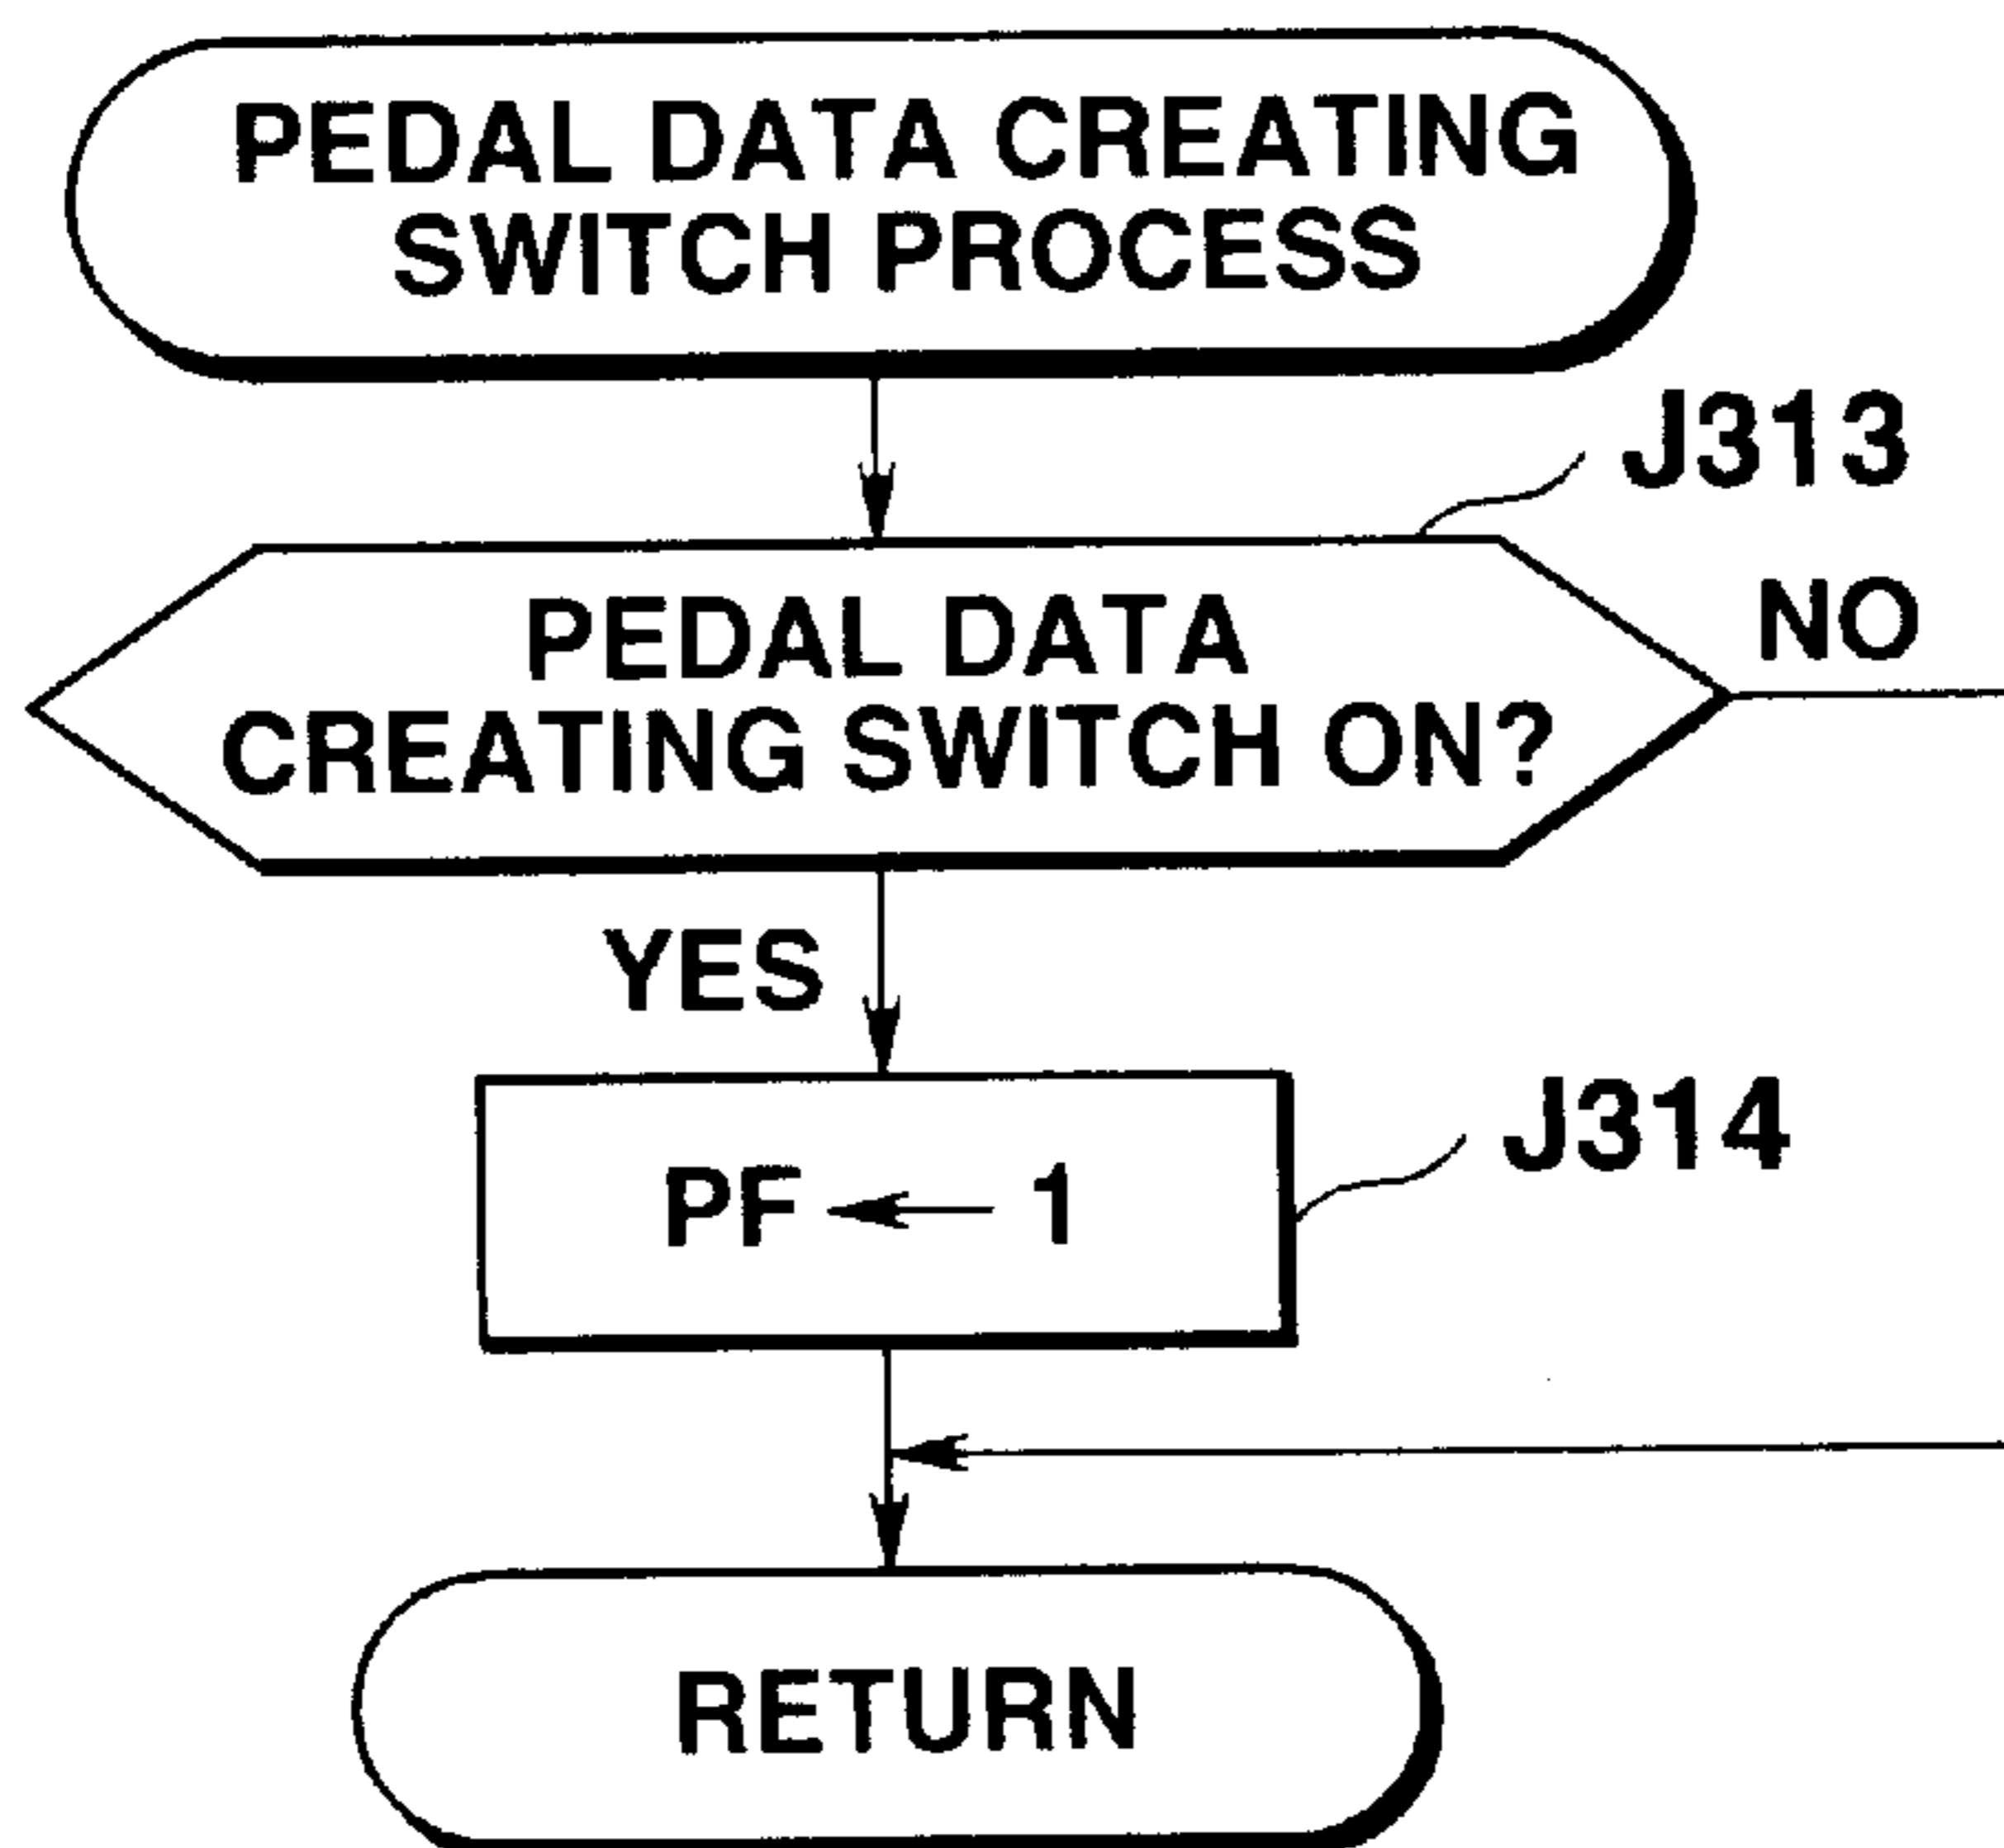 PEDAL DATA CREATING
SWITCH PROCESS
J313
PEDAL DATA
CREATING SWITCH ON?
NO
YES
J314
PF ← 1
RETURN